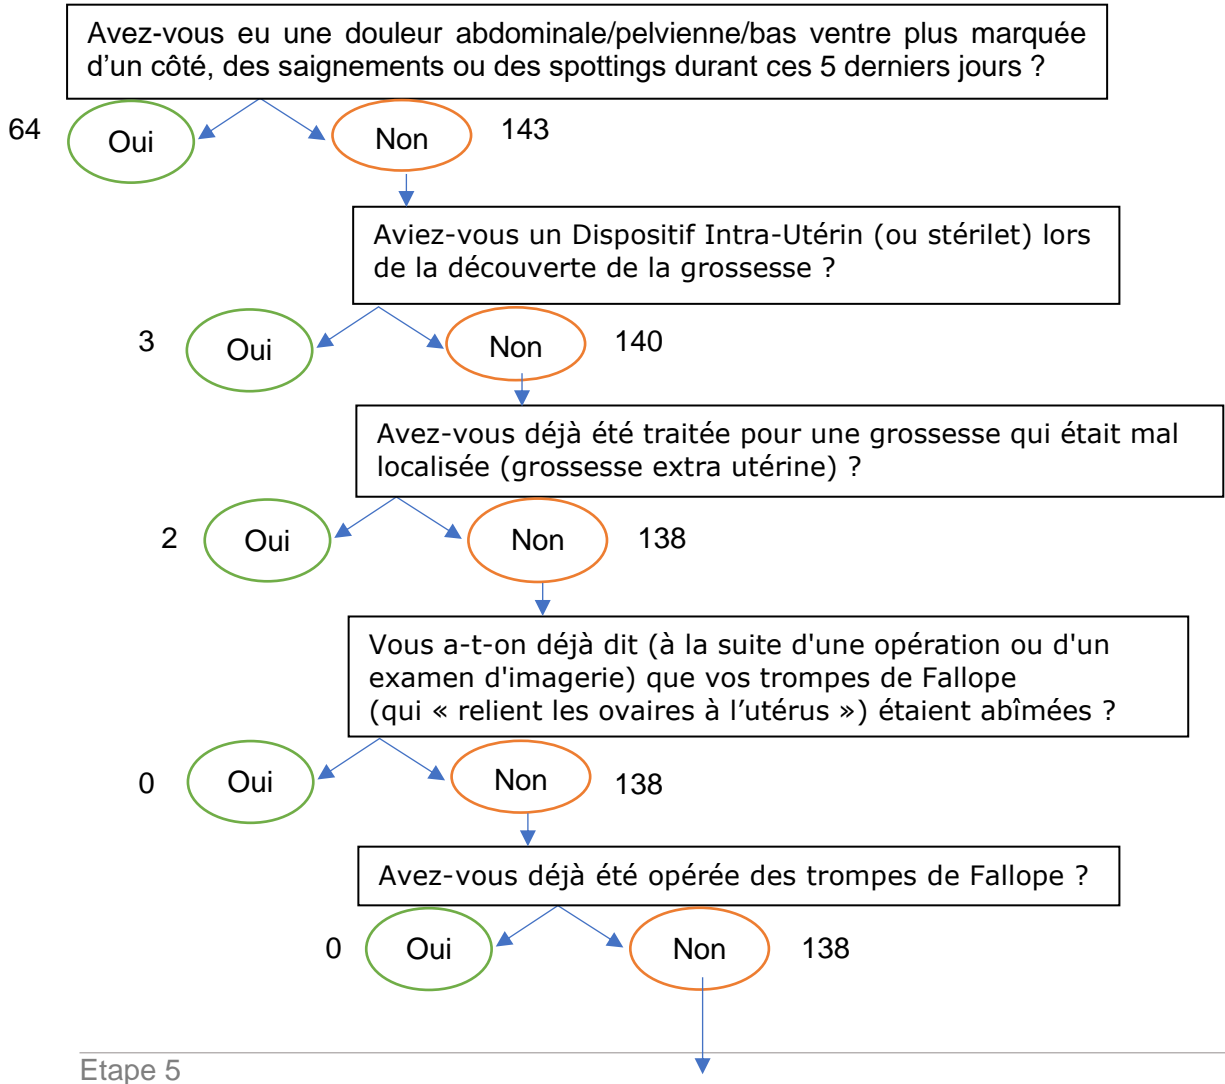 Avez-vous eu une douleur abdominale/pelvienne/bas ventre plus marquée
d’un côté, des saignements ou des spottings durant ces 5 derniers jours ?
64 Oui Non 143
Aviez-vous un Dispositif Intra-Utérin (ou stérilet) lors
de la découverte de la grossesse ?
3 Oui Non 140
Avez-vous déjà été traitée pour une grossesse qui était mal
localisée (grossesse extra utérine) ?
2 Oui Non 138
Vous a-t-on déjà dit (à la suite d'une opération ou d'un
examen d'imagerie) que vos trompes de Fallope
(qui « relient les ovaires à l’utérus ») étaient abîmées ?
0 Oui Non 138
Avez-vous déjà été opérée des trompes de Fallope ?
0 Oui Non 138
Etape 5